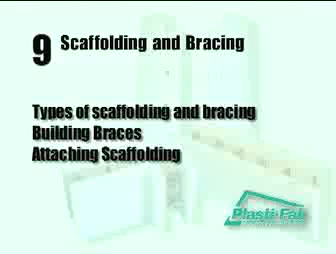 9 Scaffolding and Bracing
Types of scaffolding and bracing
Building Braces
Attaching Scaffolding
Plasti-Fab